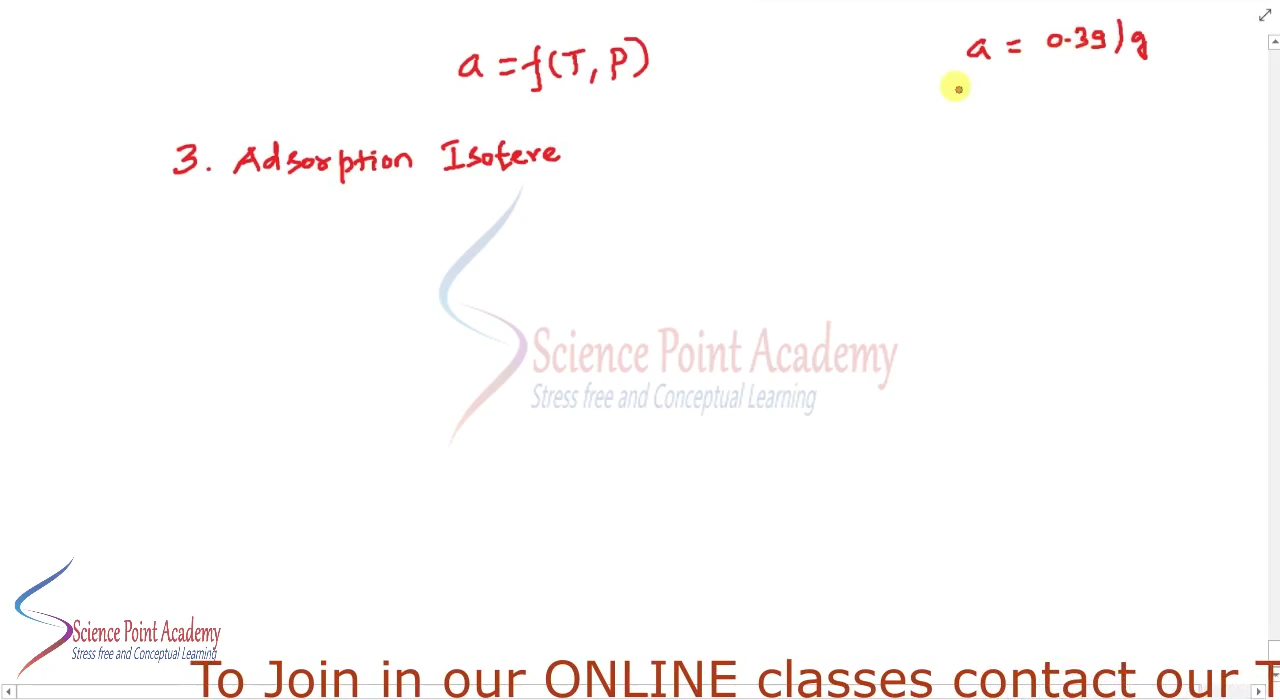 a = f(T, P)
a = 0.3g/g
3. Adsorption Isotere
Science Point Academy
Stress free and Conceptual Learning
Science Point Academy
Stress free and Conceptual Learning
To Join in our ONLINE classes contact our T